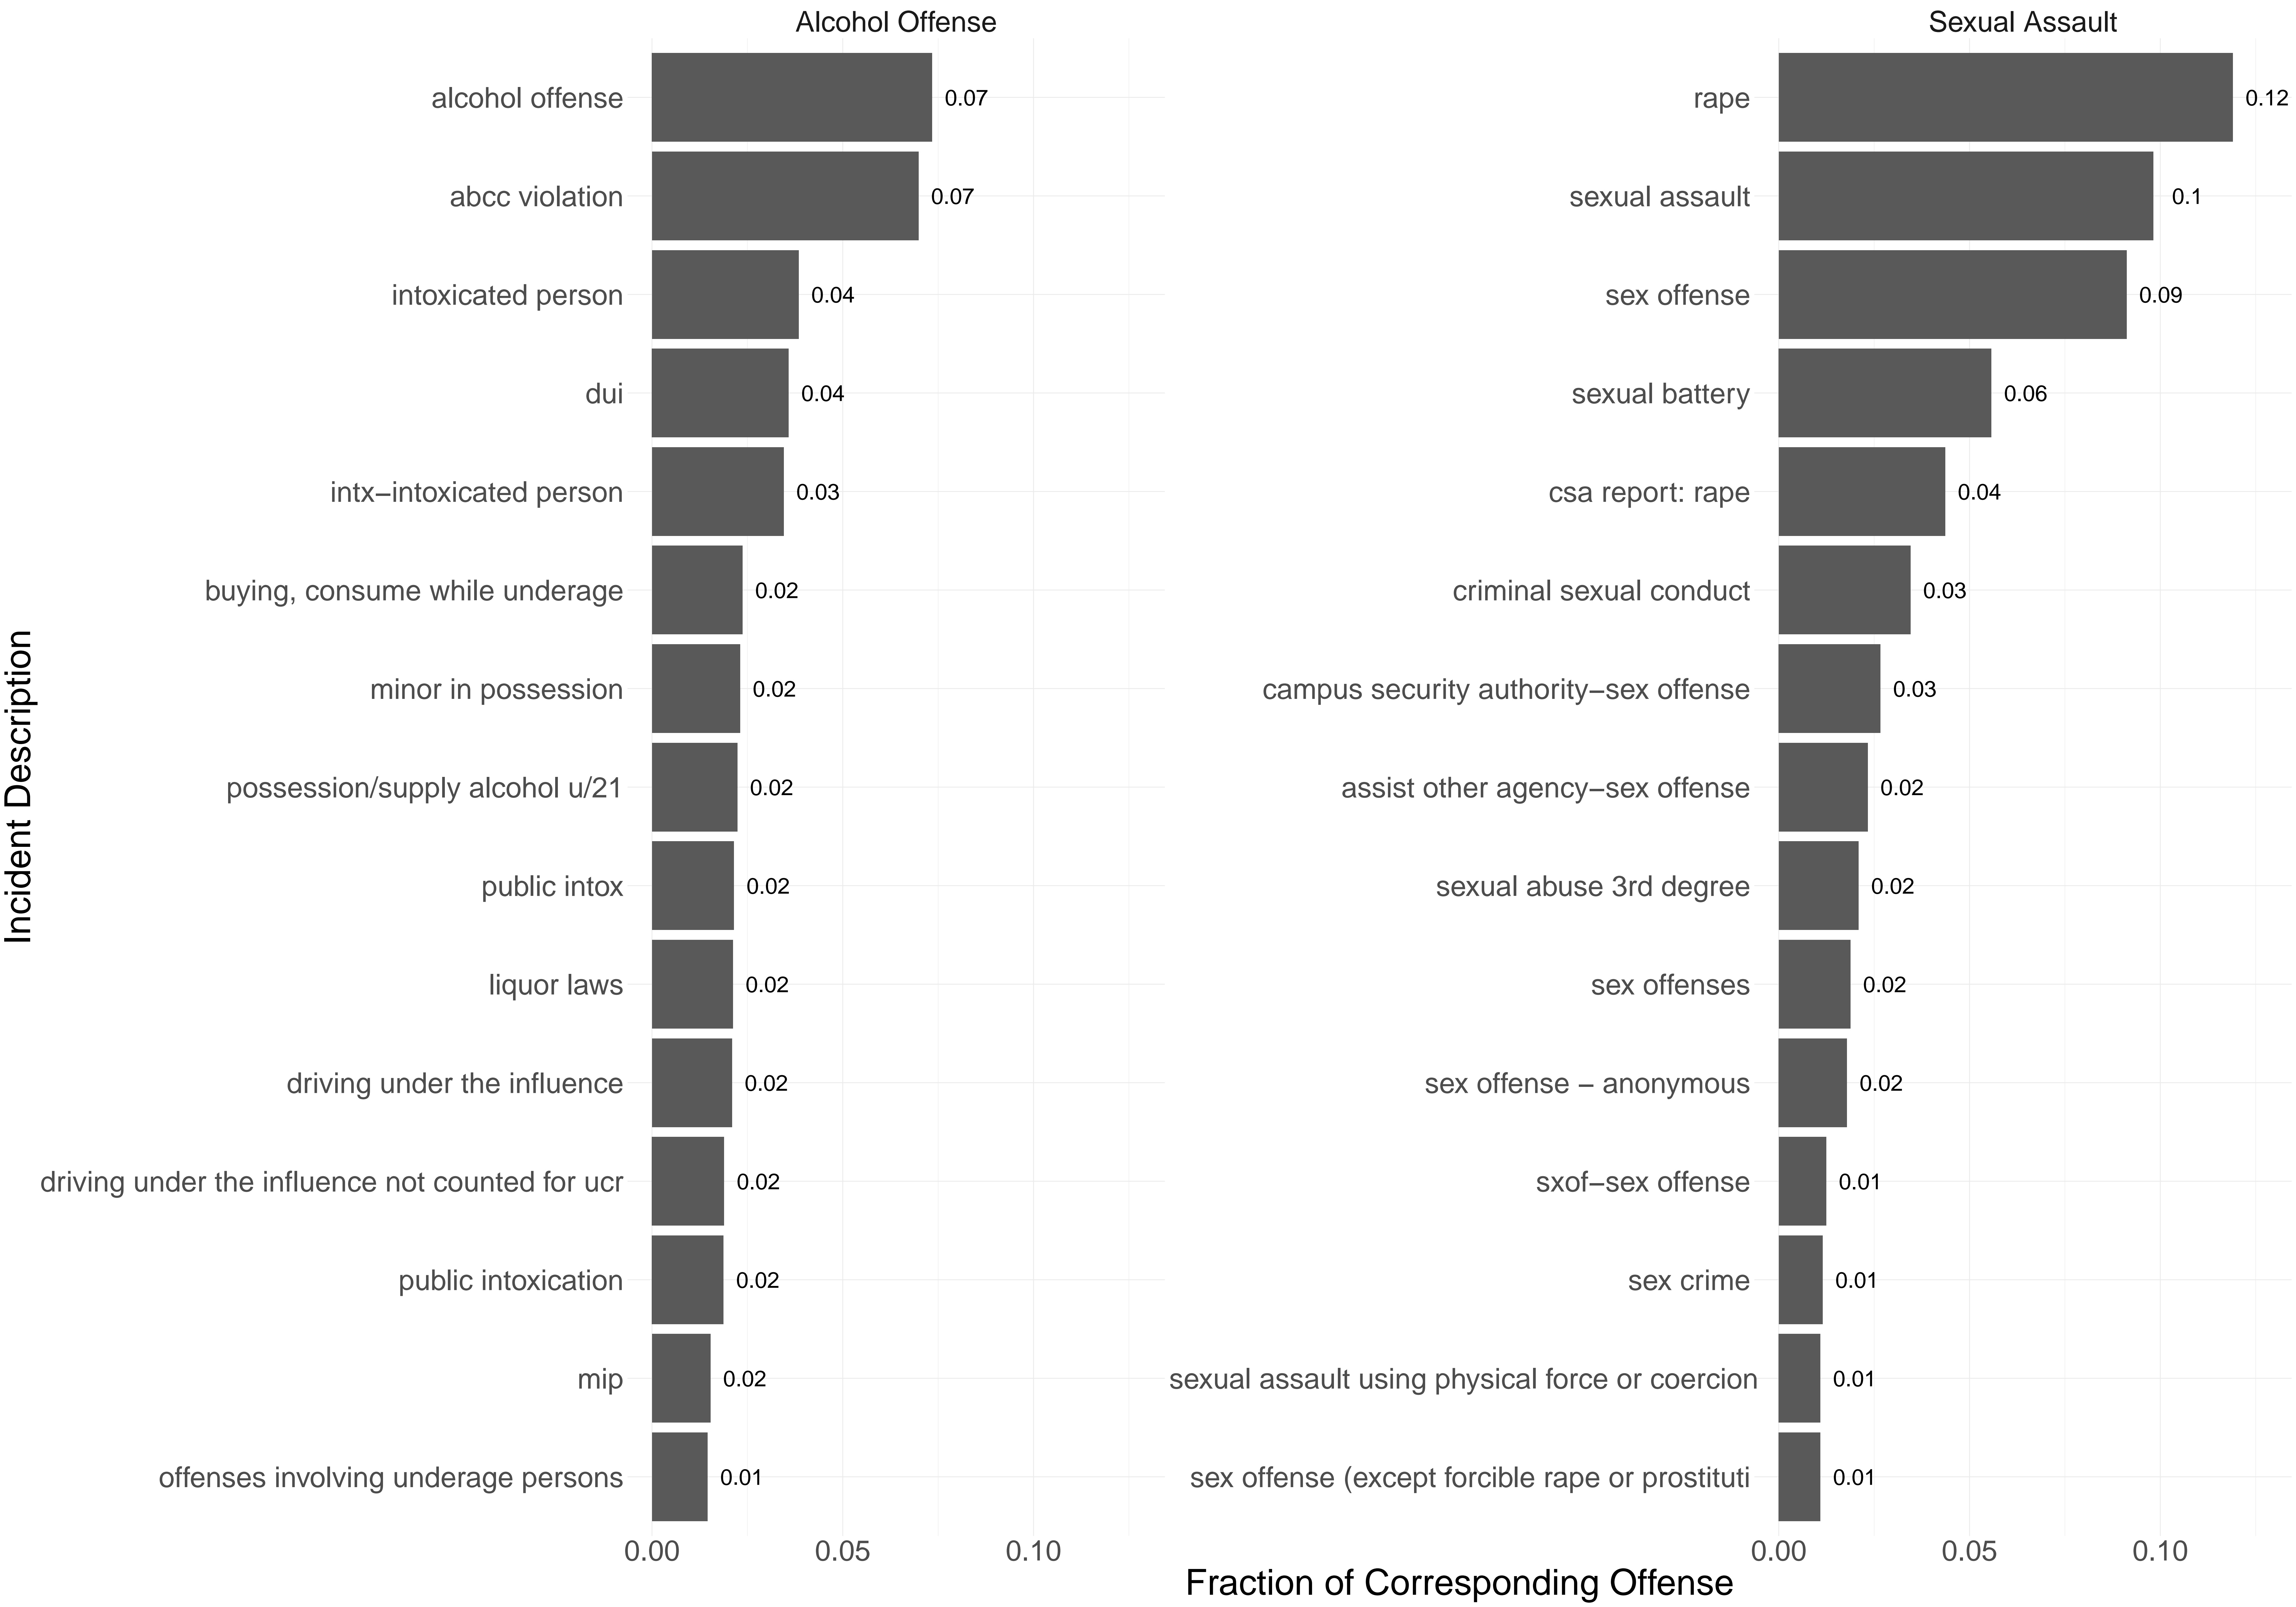 Alcohol Offense
alcohol offense 0.07
abcc violation 0.07
intoxicated person 0.04
dui 0.04
intx−intoxicated person 0.03
buying, consume while underage 0.02
minor in possession 0.02
possession/supply alcohol u/21 0.02
public intox 0.02
liquor laws 0.02
driving under the influence 0.02
driving under the influence not counted for ucr 0.02
public intoxication 0.02
mip 0.02
offenses involving underage persons 0.01
0.00 0.05 0.10
Sexual Assault
rape 0.12
sexual assault 0.1
sex offense 0.09
sexual battery 0.06
csa report: rape 0.04
criminal sexual conduct 0.03
campus security authority−sex offense 0.03
assist other agency−sex offense 0.02
sexual abuse 3rd degree 0.02
sex offenses 0.02
sex offense − anonymous 0.02
sxof−sex offense 0.01
sex crime 0.01
sexual assault using physical force or coercion 0.01
sex offense (except forcible rape or prostituti 0.01
0.00 0.05 0.10
Incident Description
Fraction of Corresponding Offense